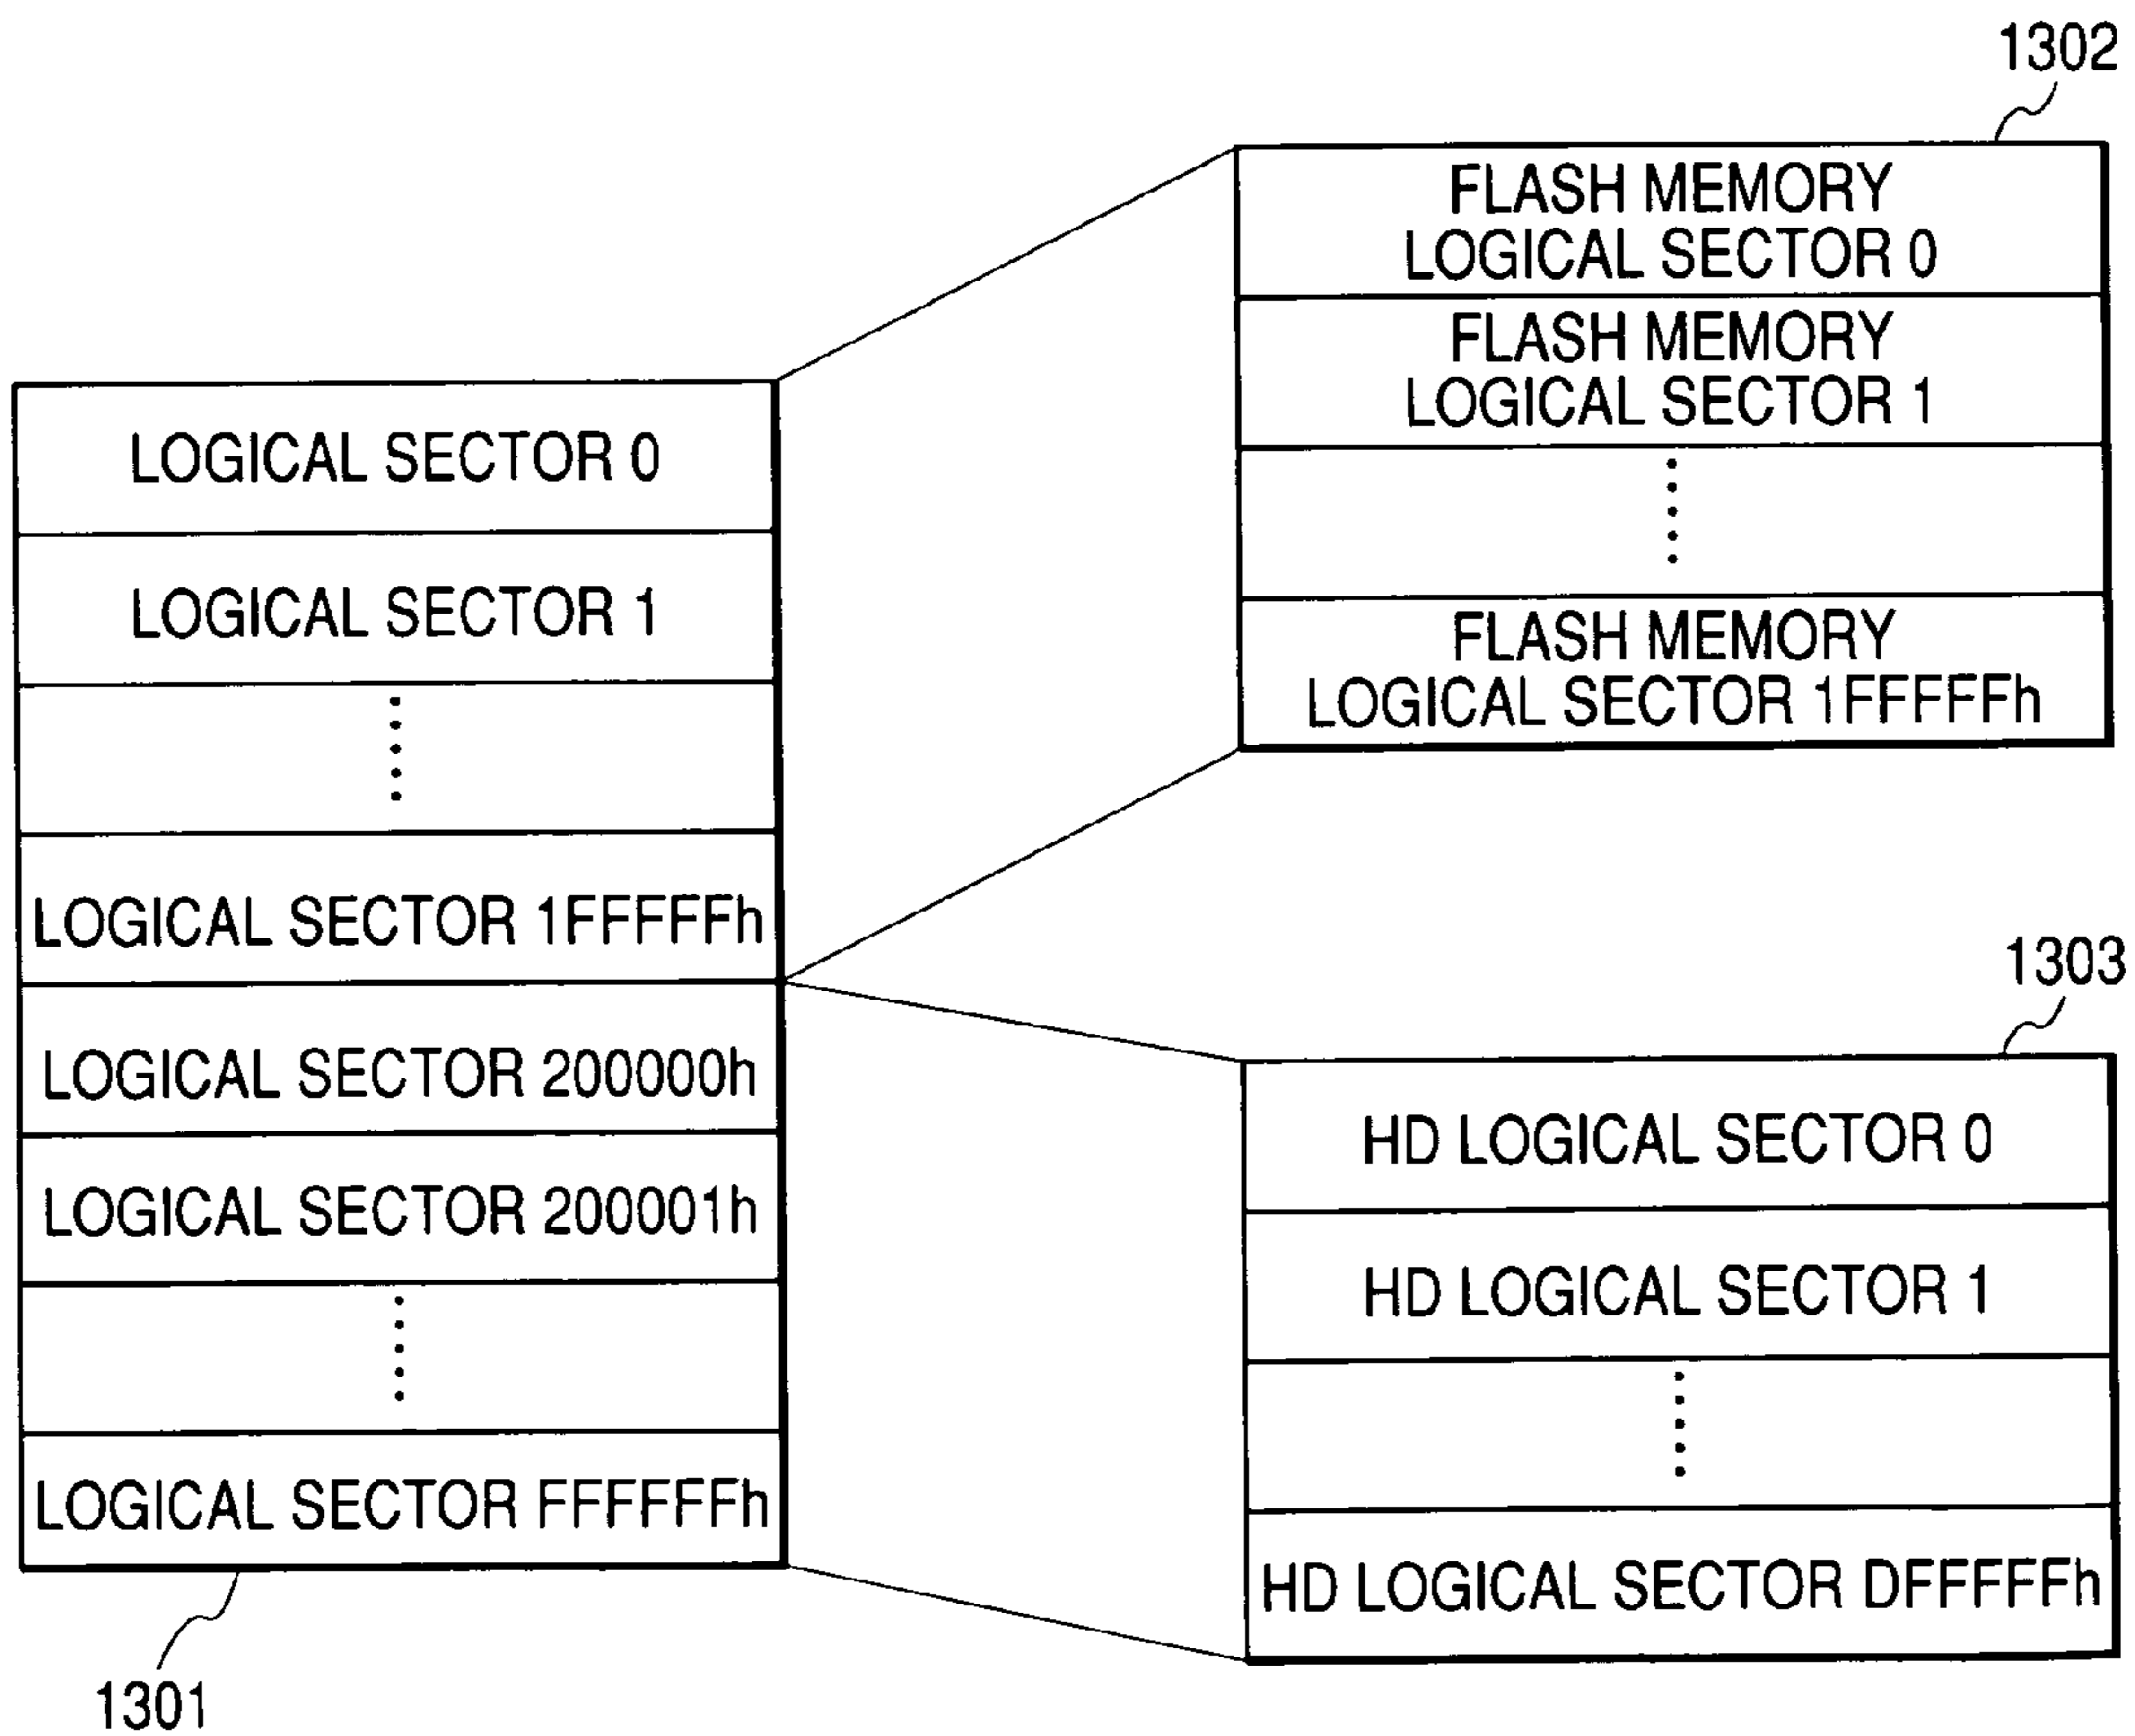 1302
FLASH MEMORY
LOGICAL SECTOR 0
FLASH MEMORY
LOGICAL SECTOR 1
FLASH MEMORY
LOGICAL SECTOR 1FFFFFh
LOGICAL SECTOR 0
LOGICAL SECTOR 1
LOGICAL SECTOR 1FFFFFh
LOGICAL SECTOR 200000h
LOGICAL SECTOR 200001h
LOGICAL SECTOR FFFFFFh
1301
1303
HD LOGICAL SECTOR 0
HD LOGICAL SECTOR 1
HD LOGICAL SECTOR DFFFFFh